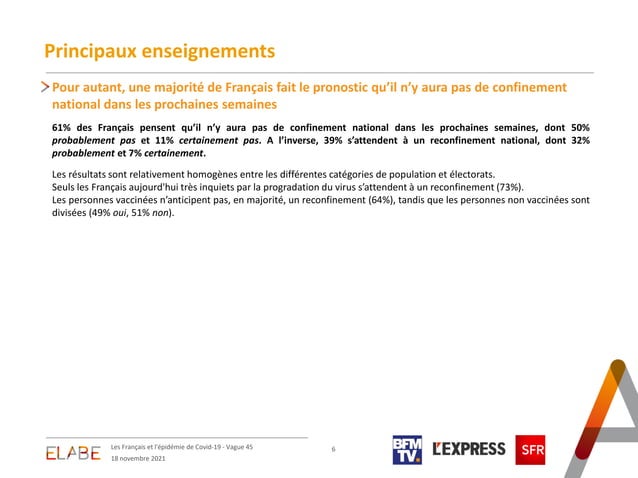 Principaux enseignements
Pour autant, une majorité de Français fait le pronostic qu’il n’y aura pas de confinement
national dans les prochaines semaines
61% des Français pensent qu’il n’y aura pas de confinement national dans les prochaines semaines, dont 50%
probablement pas et 11% certainement pas. A l’inverse, 39% s’attendent à un reconfinement national, dont 32%
probablement et 7% certainement.
Les résultats sont relativement homogènes entre les différentes catégories de population et électorats.
Seuls les Français aujourd'hui très inquiets par la progradation du virus s’attendent à un reconfinement (73%).
Les personnes vaccinées n’anticipent pas, en majorité, un reconfinement (64%), tandis que les personnes non vaccinées sont
divisées (49% oui, 51% non).
ELABE
Les Français et l'épidémie de Covid-19 - Vague 45
18 novembre 2021
6
BFM
TV.
L'EXPRESS
SFR